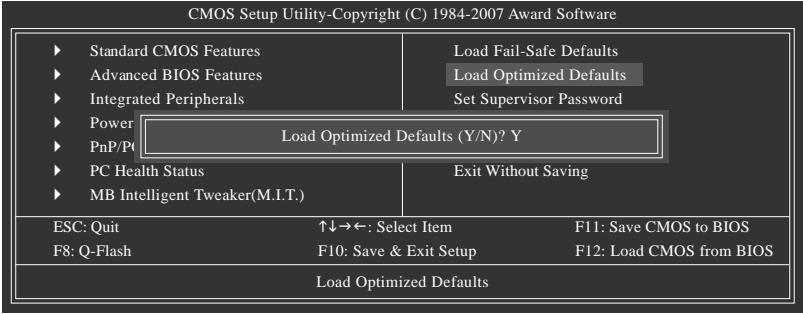 CMOS Setup Utility-Copyright (C) 1984-2007 Award Software
Standard CMOS Features
Advanced BIOS Features
Integrated Peripherals
Power
PnP/P
PC Health Status
MB Intelligent Tweaker(M.I.T.)
Load Fail-Safe Defaults
Load Optimized Defaults
Set Supervisor Password
Exit Without Saving
Load Optimized Defaults (Y/N)? Y
ESC: Quit ↑↓→←: Select Item F11: Save CMOS to BIOS
F8: Q-Flash F10: Save & Exit Setup F12: Load CMOS from BIOS
Load Optimized Defaults